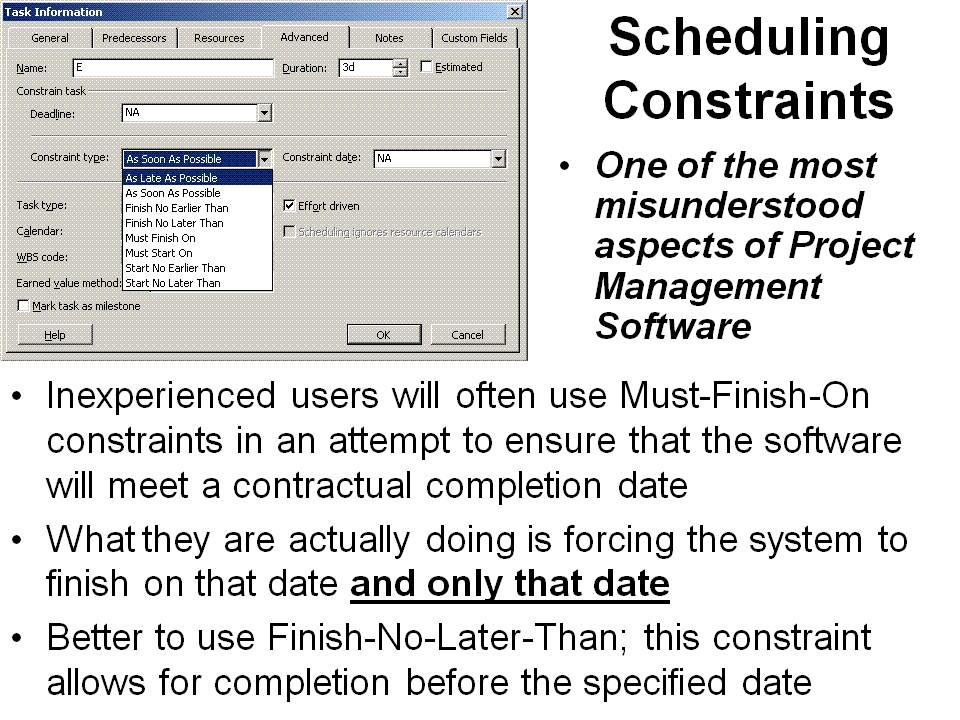 Task Information
General Predecessors Resources Advanced Notes Custom Fields
Name: E Duration: 3d Estimated
Constrain task
Deadline: NA
Constraint type: As Soon As Possible Constraint date: NA
As Late As Possible
As Soon As Possible
Task type: Finish No Earlier Than Effort driven
Finish No Later Than
Calendar: Must Finish On Scheduling ignores resource calendars
Must Start On
WBS code: Start No Earlier Than
Earned value method: Start No Later Than
Mark task as milestone
Help OK Cancel
Scheduling
Constraints
• One of the most
misunderstood
aspects of Project
Management
Software
• Inexperienced users will often use Must-Finish-On
constraints in an attempt to ensure that the software
will meet a contractual completion date
• What they are actually doing is forcing the system to
finish on that date and only that date
• Better to use Finish-No-Later-Than; this constraint
allows for completion before the specified date